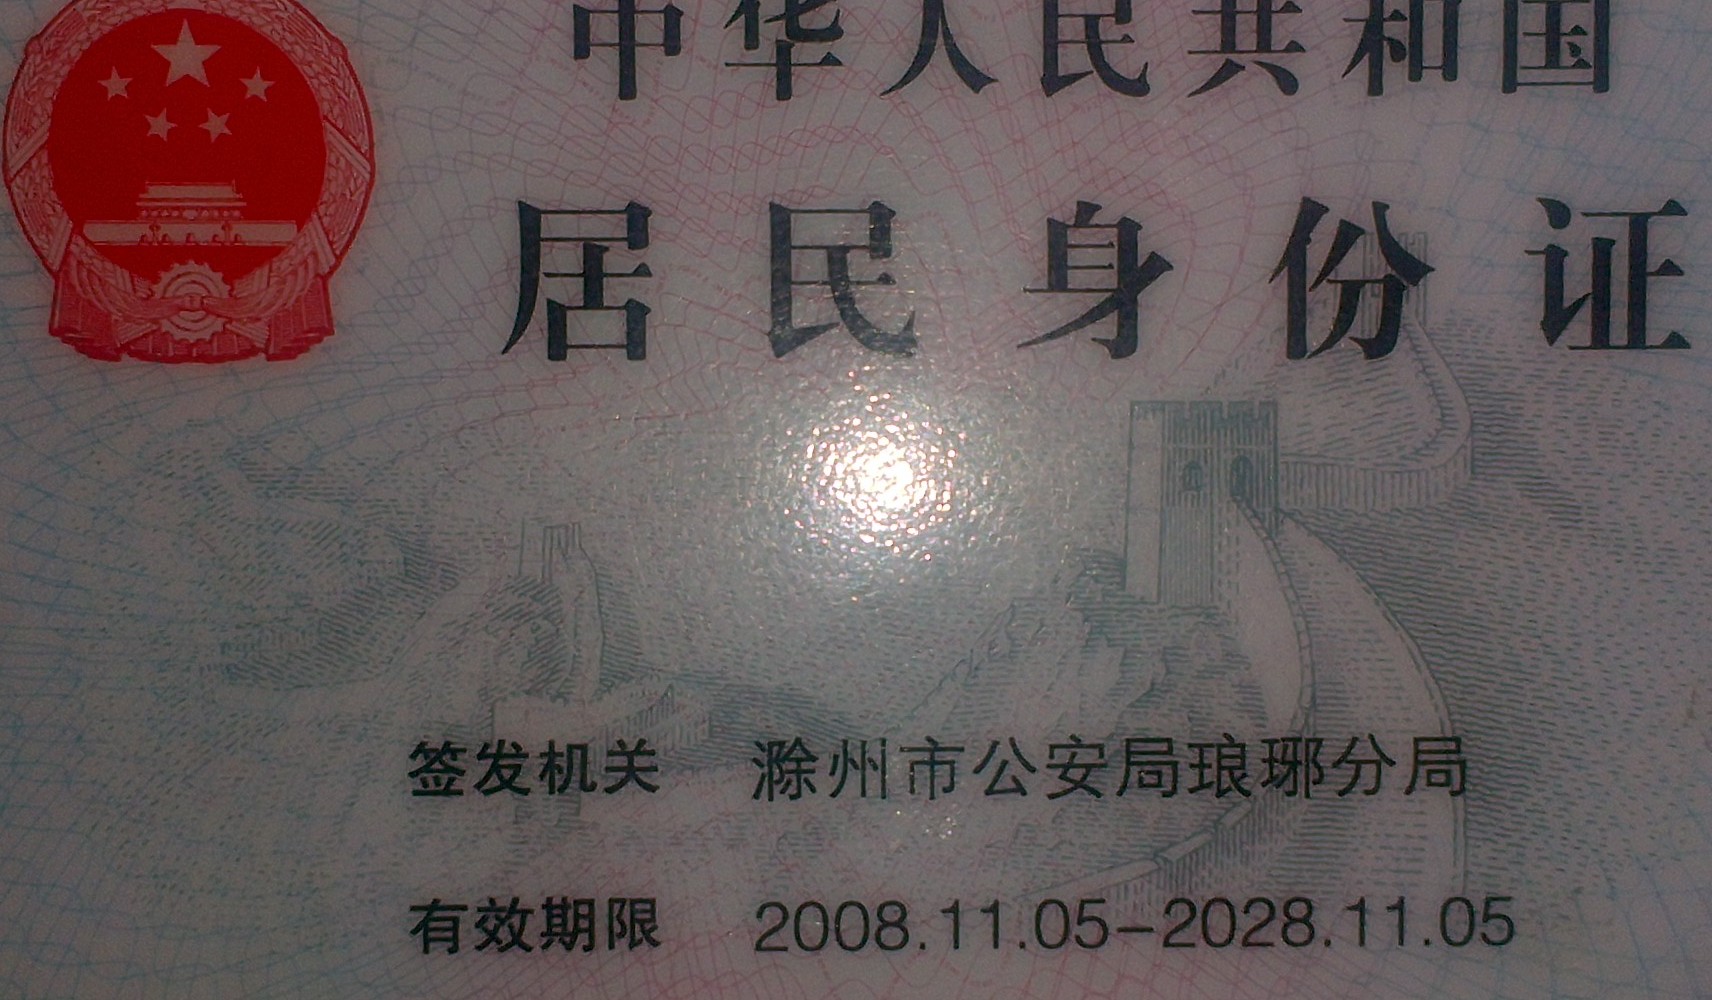 中华人民共和国
居民身份证
签发机关 滁州市公安局琅琊分局
有效期限 2008.11.05-2028.11.05